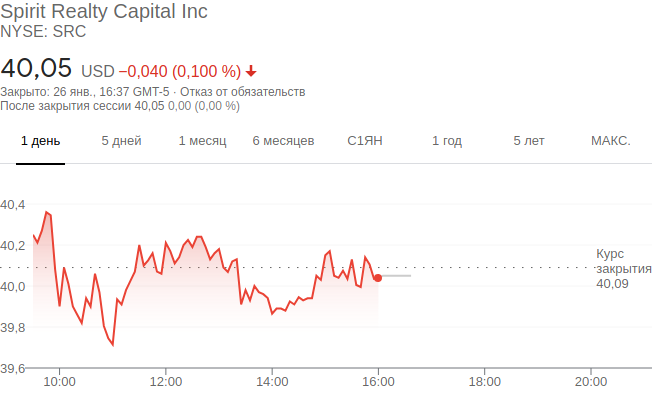 Spirit Realty Capital Inc
NYSE: SRC
40,05 USD −0,040 (0,100 %)
Закрыто: 26 янв., 16:37 GMT-5 · Отказ от обязательств
После закрытия сессии 40,05 0,00 (0,00 %)
1 день 5 дней 1 месяц 6 месяцев С1ЯН 1 год 5 лет МАКС.
40,4
40,2
Курс
закрытия
40,09
40,0
39,8
39,6
10:00 12:00 14:00 16:00 18:00 20:00